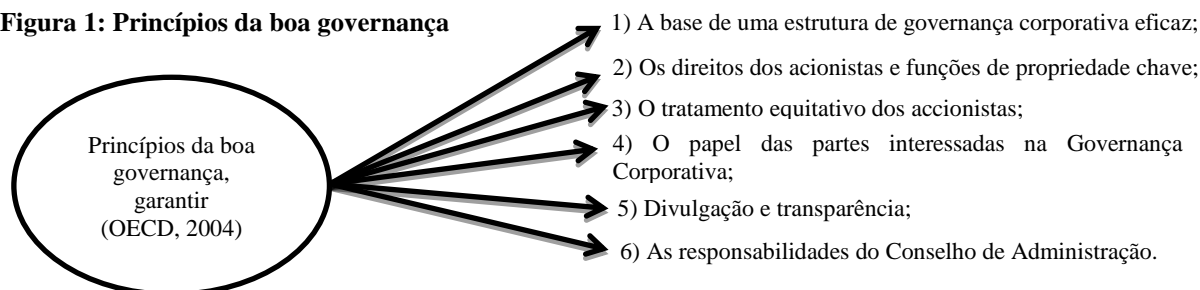 Figura 1: Princípios da boa governança
1) A base de uma estrutura de governança corporativa eficaz;
2) Os direitos dos acionistas e funções de propriedade chave;
3) O tratamento equitativo dos accionistas;
4) O papel das partes interessadas na Governança
Corporativa;
5) Divulgação e transparência;
6) As responsabilidades do Conselho de Administração.
Princípios da boa
governança,
garantir
(OECD, 2004)